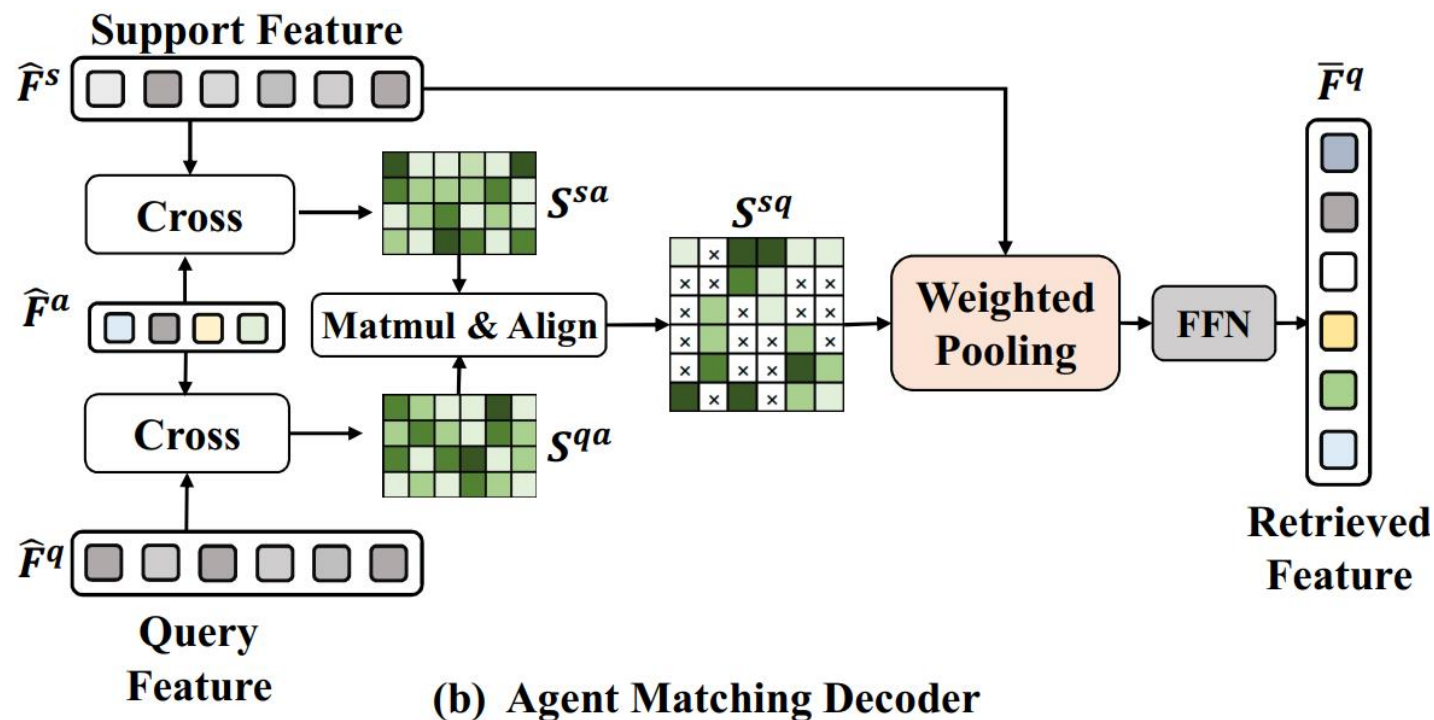 Support Feature
F̂ˢ
F̄^q
Cross
S^{sa}
S^{sq}
F̂ᵃ
Matmul & Align
Weighted
Pooling
FFN
Cross
S^{qa}
F̂^q
Retrieved
Feature
Query
Feature
(b) Agent Matching Decoder